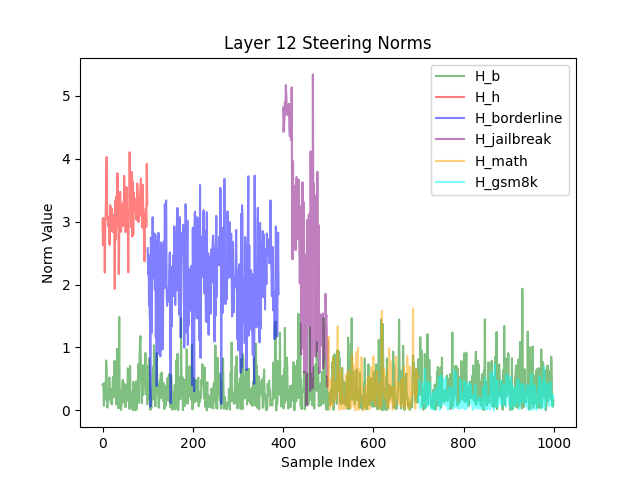 Layer 12 Steering Norms
H_b
H_h
H_borderline
H_jailbreak
H_math
H_gsm8k
5
4
3
2
1
0
Norm Value
0
200
400
600
800
1000
Sample Index